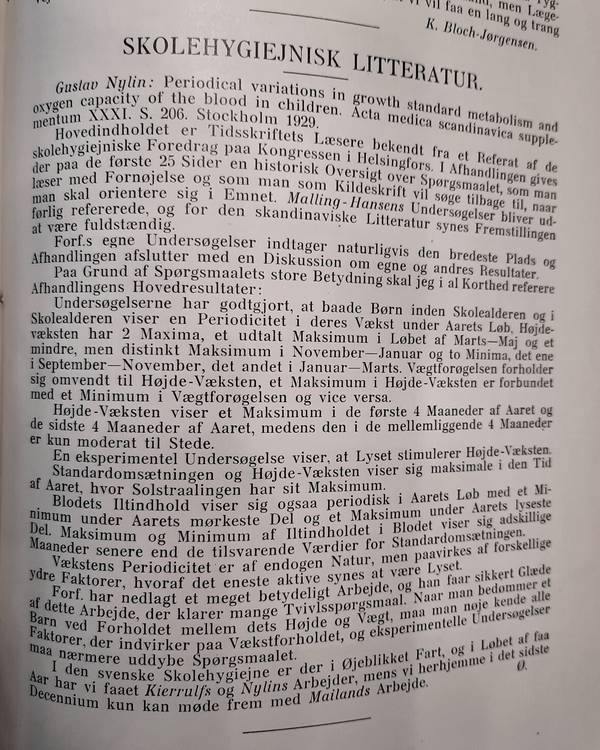 nd, men Læge-
vil faa en lang og trang
K. Bloch-Jørgensen.
SKOLEHYGIEJNISK LITTERATUR.
Gustav Nylin: Periodical variations in growth standard metabolism and
oxygen capacity of the blood in children. Acta medica scandinavica supple-
mentum XXXI. S. 206. Stockholm 1929.
Hovedindholdet er Tidsskriftets Læsere bekendt fra et Referat af de
skolehygiejniske Foredrag paa Kongressen i Helsingfors. I Afhandlingen gives
der paa de første 25 Sider en historisk Oversigt over Spørgsmaalet, som man
læser med Fornøjelse og som man som Kildeskrift vil søge tilbage til, naar
man skal orientere sig i Emnet. Malling-Hansens Undersøgelser bliver ud-
førlig refererede, og for den skandinaviske Litteratur synes Fremstillingen
at være fuldstændig.
Forf.s egne Undersøgelser indtager naturligvis den bredeste Plads og
Afhandlingen afslutter med en Diskussion om egne og andres Resultater.
Paa Grund af Spørgsmaalets store Betydning skal jeg i al Korthed referere
Afhandlingens Hovedresultater:
Undersøgelserne har godtgjort, at baade Børn inden Skolealderen og i
Skolealderen viser en Periodicitet i deres Vækst under Aarets Løb. Højde-
væksten har 2 Maxima, et udtalt Maximum i Løbet af Marts—Maj og et
mindre, men distinkt Maximum i November—Januar og to Minima, det ene
i September—November, det andet i Januar—Marts. Vægtforøgelsen forholder
sig omvendt til Højde-Væksten, et Maximum i Højde-Væksten er forbundet
med et Minimum i Vægtforøgelsen og vice versa.
Højde-Væksten viser et Maximum i de første 4 Maaneder af Aaret og
de sidste 4 Maaneder af Aaret, medens den i de mellemliggende 4 Maaneder
er kun moderat til Stede.
En eksperimentel Undersøgelse viser, at Lyset stimulerer Højde-Væksten.
Standardomsætningen og Højde-Væksten viser sig maksimale i den Tid
af Aaret, hvor Solstraalingen har sit Maximum.
Blodets Iltindhold viser sig ogsaa periodisk i Aarets Løb med et Mi-
nimum under Aarets mørkeste Del og et Maximum under Aarets lyseste
Del. Maximum og Minimum af Iltindholdet i Blodet viser sig adskillige
Maaneder senere end de tilsvarende Værdier for Standardomsætningen.
Vækstens Periodicitet er af endogen Natur, men paavirkes af forskellige
ydre Faktorer, hvoraf det eneste aktive synes at være Lyset.
Forf. har nedlagt et meget betydeligt Arbejde, og han faar sikkert Glæde
af dette Arbejde, der klarer mange Tvivlsspørgsmaal. Naar man bedømmer et
Barn ved Forholdet mellem dets Højde og Vægt, maa man nøje kende alle
Faktorer, der indvirker paa Vækstforholdet, og eksperimentelle Undersøgelser
maa nærmere uddybe Spørgsmaalet.
I den svenske Skolehygiejne er der i Øjeblikket Fart, og i Løbet af faa
Aar har vi faaet Kierrulfs og Nylins Arbejder, mens vi herhjemme i det sidste
Decennium kun kan møde frem med Mailands Arbejde.
Ø.